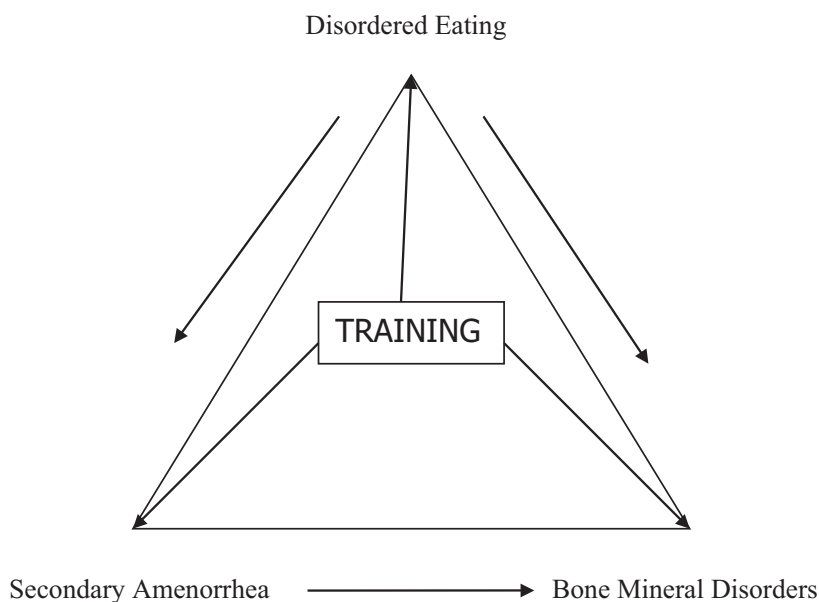 Disordered Eating
TRAINING
Secondary Amenorrhea
Bone Mineral Disorders